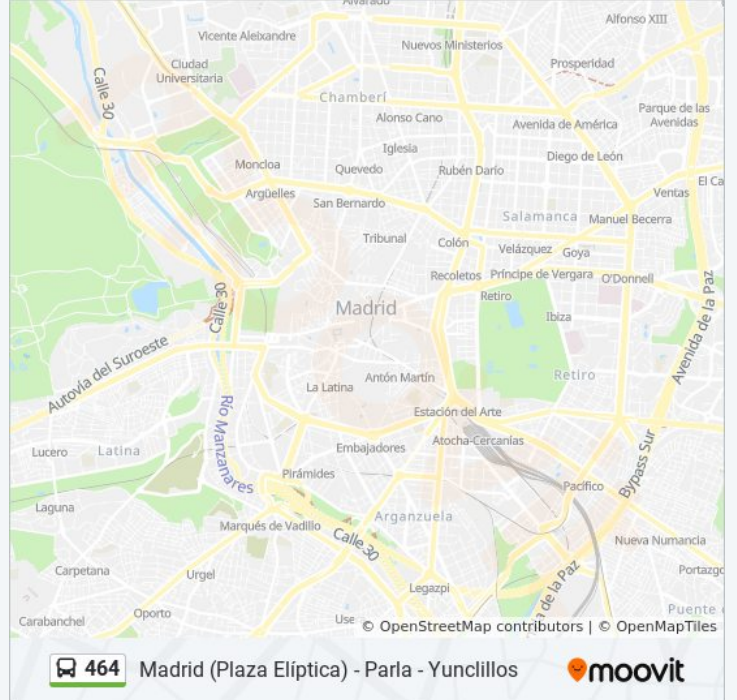 Alvarado
Alfonso XIII
Vicente Aleixandre
Nuevos Ministerios
Ciudad
Universitaria
Prosperidad
Calle 30
Chamberí
Parque de las
Avenidas
Alonso Cano
Avenida de América
Iglesia
Diego de León
Moncloa
Quevedo
Rubén Darío
El Ca
Argüelles
Ventas
San Bernardo
Salamanca
Manuel Becerra
Tribunal
Colón
Velázquez
Goya
Recoletos
Príncipe de Vergara
O'Donnell
Retiro
Calle 30
Madrid
Ibiza
Avenida de la Paz
Autovía del Suroeste
La Latina
Antón Martín
Retiro
Estación del Arte
Río Manzanares
Embajadores
Atocha-Cercanías
Lucero
Latina
Bypass Sur
Pirámides
Pacífico
Laguna
Arganzuela
Marqués de Vadillo
Calle 30
Nueva Numancia
Carpetana
Urgel
Portazgo
Legazpi
a de la Paz
Oporto
Puente
Carabanchel
Use
© OpenStreetMap contributors | © OpenMapTiles
464 Madrid (Plaza Elíptica) - Parla - Yunclillos moovit